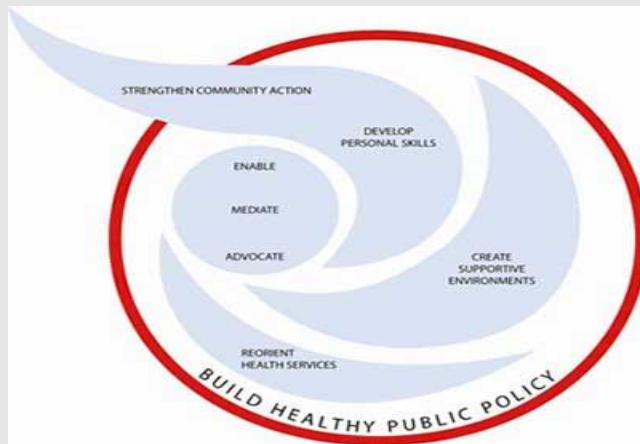 STRENGTHEN COMMUNITY ACTION
DEVELOP
PERSONAL SKILLS
ENABLE
MEDIATE
ADVOCATE
CREATE
SUPPORTIVE
ENVIRONMENTS
REORIENT
HEALTH SERVICES
BUILD HEALTHY PUBLIC POLICY